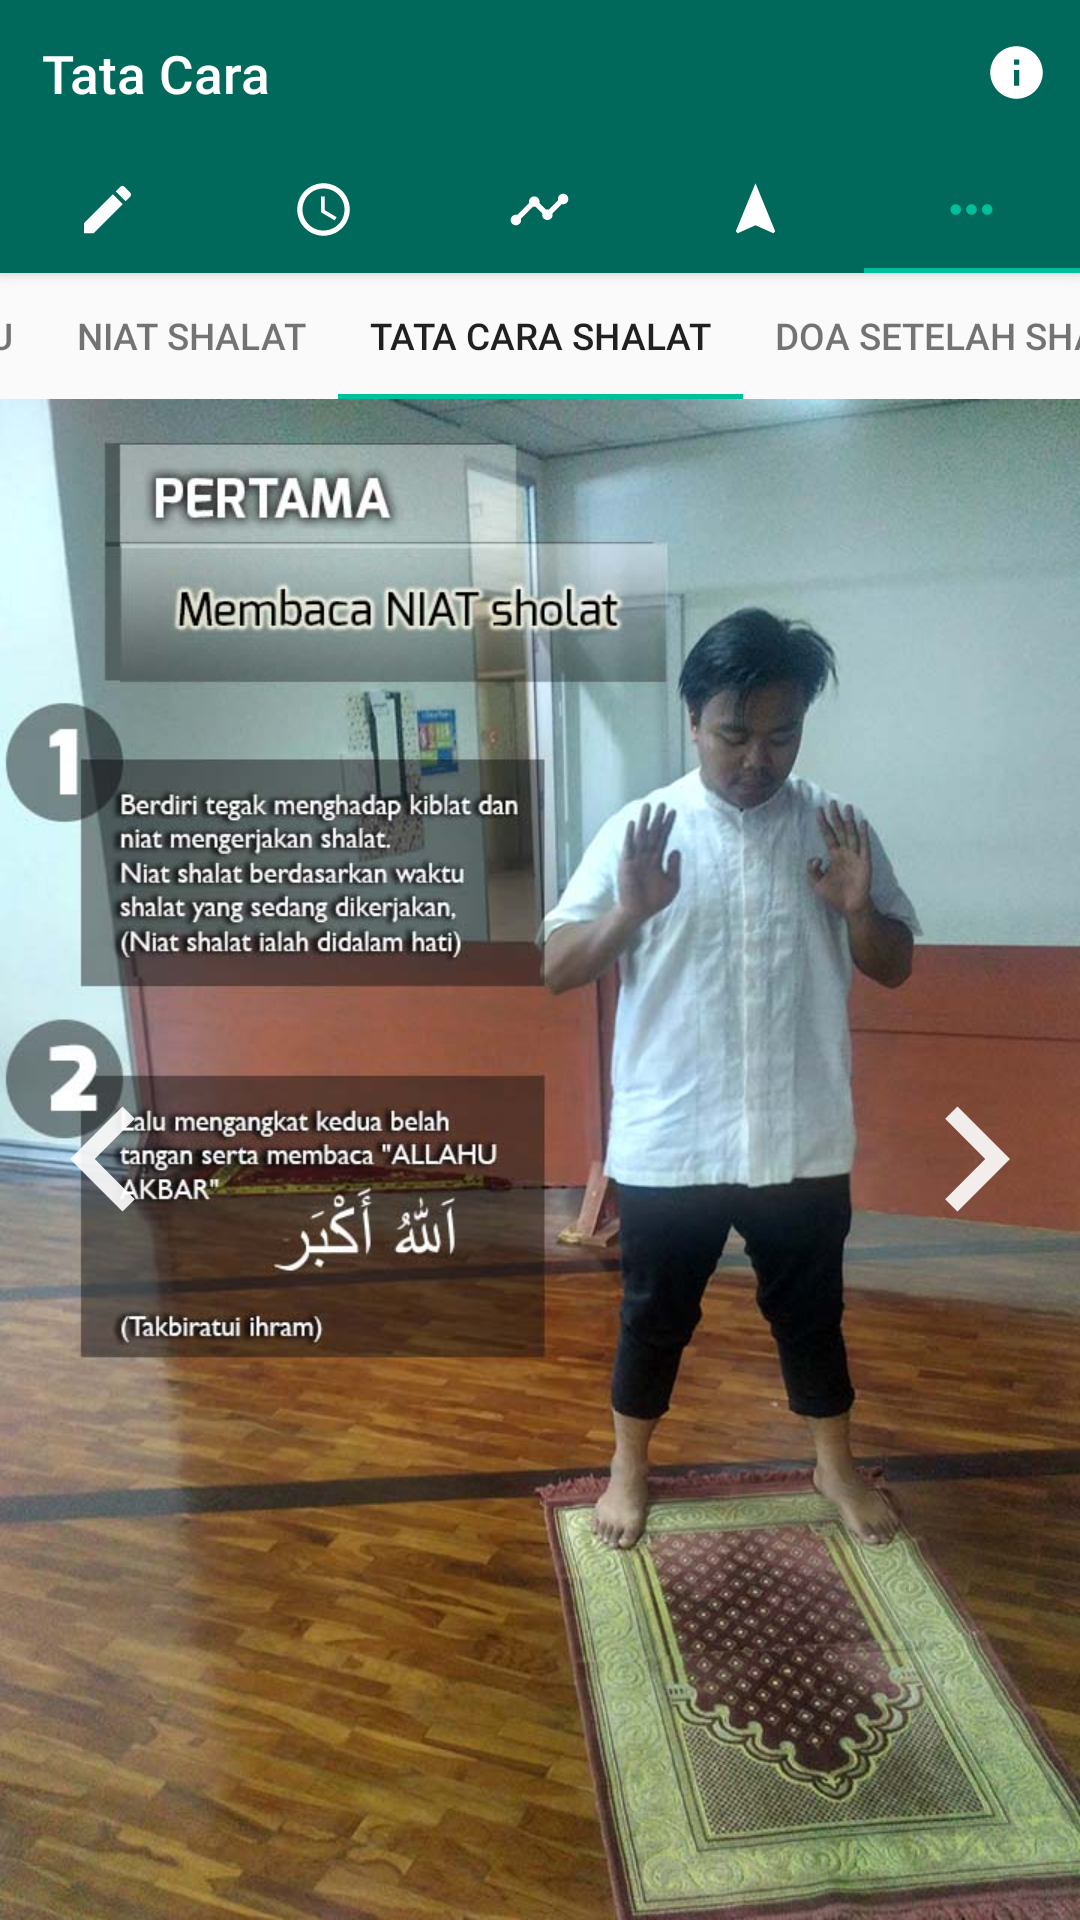 Tata Cara
U NIAT SHALAT TATA CARA SHALAT DOA SETELAH SHA
PERTAMA
Membaca NIAT sholat
1
Berdiri tegak menghadap kiblat dan
niat mengerjakan shalat.
Niat shalat berdasarkan waktu
shalat yang sedang dikerjakan,
(Niat shalat ialah didalam hati)
2
Lalu mengangkat kedua belah
tangan serta membaca "ALLAHU
AKBAR"
اَللهُ أَكْبَر
(Takbiratui ihram)